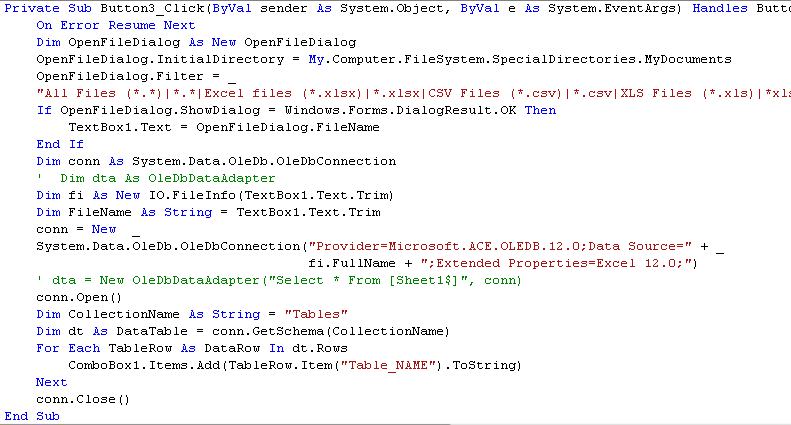 Private Sub Button3_Click(ByVal sender As System.Object, ByVal e As System.EventArgs) Handles Butto
On Error Resume Next
Dim OpenFileDialog As New OpenFileDialog
OpenFileDialog.InitialDirectory = My.Computer.FileSystem.SpecialDirectories.MyDocuments
OpenFileDialog.Filter = _
"All Files (*.*)|*.*|Excel files (*.xlsx)|*.xlsx|CSV Files (*.csv)|*.csv|XLS Files (*.xls)|*xls
If OpenFileDialog.ShowDialog = Windows.Forms.DialogResult.OK Then
TextBox1.Text = OpenFileDialog.FileName
End If
Dim conn As System.Data.OleDb.OleDbConnection
'  Dim dta As OleDbDataAdapter
Dim fi As New IO.FileInfo(TextBox1.Text.Trim)
Dim FileName As String = TextBox1.Text.Trim
conn = New  _
System.Data.OleDb.OleDbConnection("Provider=Microsoft.ACE.OLEDB.12.0;Data Source=" + _
fi.FullName + ";Extended Properties=Excel 12.0;")
' dta = New OleDbDataAdapter("Select * From [Sheet1$]", conn)
conn.Open()
Dim CollectionName As String = "Tables"
Dim dt As DataTable = conn.GetSchema(CollectionName)
For Each TableRow As DataRow In dt.Rows
ComboBox1.Items.Add(TableRow.Item("Table_NAME").ToString)
Next
conn.Close()
End Sub